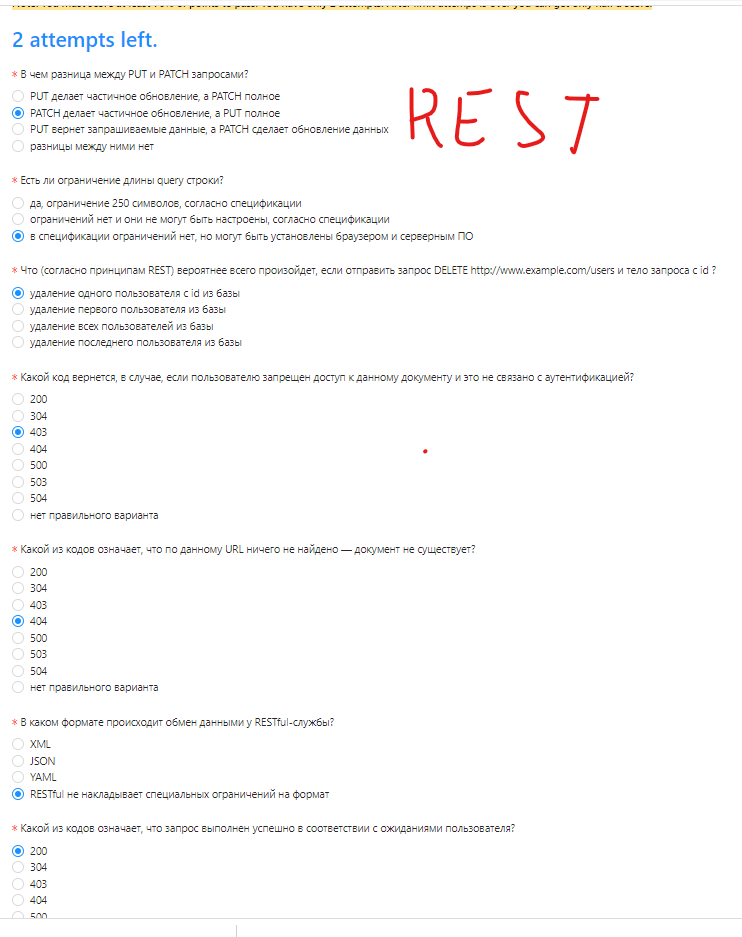 2 attempts left.
* В чем разница между PUT и PATCH запросами?
PUT делает частичное обновление, а PATCH полное
PATCH делает частичное обновление, а PUT полное
PUT вернет запрашиваемые данные, а PATCH сделает обновление данных
разницы между ними нет
REST
* Есть ли ограничение длины query строки?
да, ограничение 250 символов, согласно спецификации
ограничений нет и они не могут быть настроены, согласно спецификации
в спецификации ограничений нет, но могут быть установлены браузером и серверным ПО
* Что (согласно принципам REST) вероятнее всего произойдет, если отправить запрос DELETE http://www.example.com/users и тело запроса с id ?
удаление одного пользователя с id из базы
удаление первого пользователя из базы
удаление всех пользователей из базы
удаление последнего пользователя из базы
* Какой код вернется, в случае, если пользователю запрещен доступ к данному документу и это не связано с аутентификацией?
200
304
403
404
500
503
504
нет правильного варианта
* Какой из кодов означает, что по данному URL ничего не найдено — документ не существует?
200
304
403
404
500
503
504
нет правильного варианта
* В каком формате происходит обмен данными у RESTful-службы?
XML
JSON
YAML
RESTful не накладывает специальных ограничений на формат
* Какой из кодов означает, что запрос выполнен успешно в соответствии с ожиданиями пользователя?
200
304
403
404
500